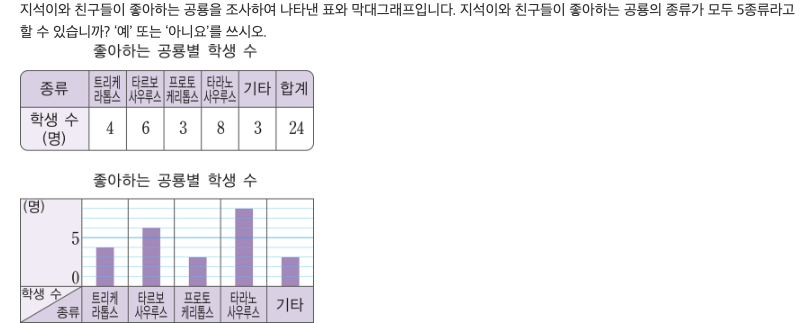 지석이와 친구들이 좋아하는 공룡을 조사하여 나타낸 표와 막대그래프입니다. 지석이와 친구들이 좋아하는 공룡의 종류가 모두 5종류라고
할 수 있습니까? ‘예’ 또는 ‘아니요’를 쓰시오.
좋아하는 공룡별 학생 수
종류 트리케라톱스 타르보사우루스 프로토케리톱스 타라노사우루스 기타 합계
학생 수 (명) 4 6 3 8 3 24
좋아하는 공룡별 학생 수
(명)
5
0
학생 수
종류 트리케라톱스 타르보사우루스 프로토케리톱스 타라노사우루스 기타